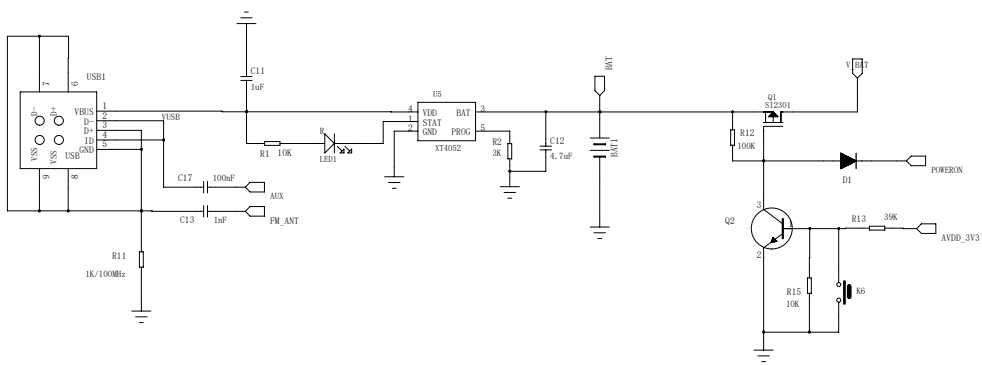 USB1
7
6
D-
D+
VSS
VSS
USB
VBUS
D-
D+
ID
GND
1
2
3
4
5
VUSB
9
8
C11
1uF
R1
10K
R
LED1
C17
100nF
AUX
C13
1nF
FM_ANT
R11
1K/100MHz
U5
4
1
2
VDD
STAT
GND
BAT
PROG
3
5
XT4052
R2
3K
C12
4.7uF
BAT
BAT1
Q1
SI2301
V_BAT
R12
100K
D1
POWERON
Q2
3
1
2
R13
39K
AVDD_3V3
R15
10K
K6